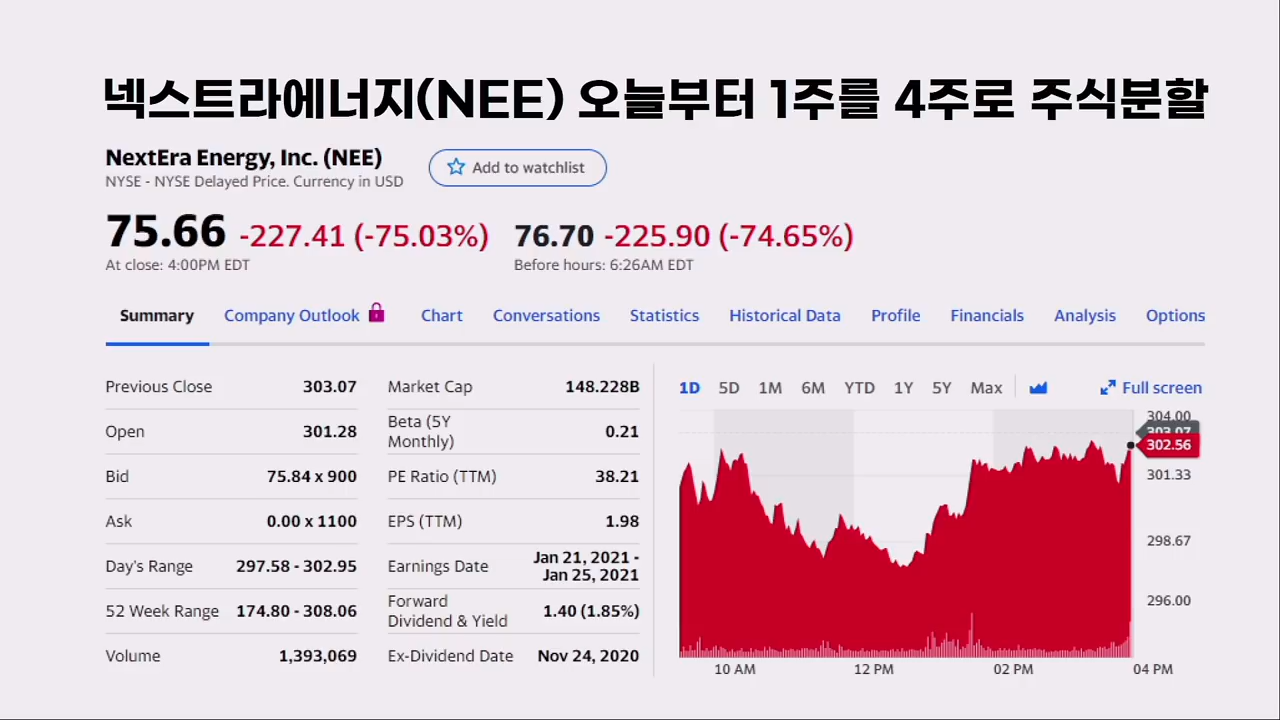 넥스트라에너지(NEE) 오늘부터 1주를 4주로 주식분할
NextEra Energy, Inc. (NEE)
NYSE - NYSE Delayed Price. Currency in USD
Add to watchlist
75.66 -227.41 (-75.03%)
At close: 4:00PM EDT
76.70 -225.90 (-74.65%)
Before hours: 6:26AM EDT
Summary Company Outlook Chart Conversations Statistics Historical Data Profile Financials Analysis Options
Previous Close 303.07
Open 301.28
Bid 75.84 x 900
Ask 0.00 x 1100
Day's Range 297.58 - 302.95
52 Week Range 174.80 - 308.06
Volume 1,393,069
Market Cap 148.228B
Beta (5Y
Monthly) 0.21
PE Ratio (TTM) 38.21
EPS (TTM) 1.98
Earnings Date Jan 21, 2021 -
Jan 25, 2021
Forward
Dividend & Yield 1.40 (1.85%)
Ex-Dividend Date Nov 24, 2020
1D 5D 1M 6M YTD 1Y 5Y Max Full screen
304.00
303.07
302.56
301.33
298.67
296.00
10 AM 12 PM 02 PM 04 PM